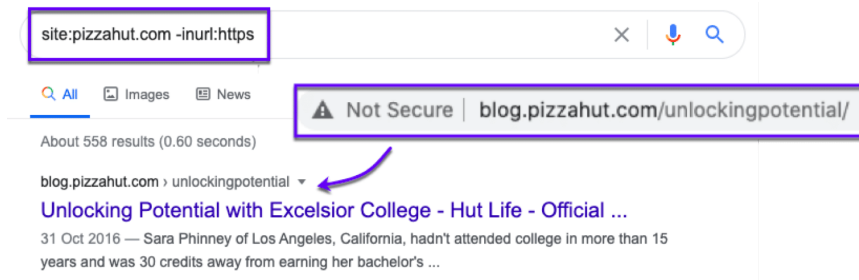 site:pizzahut.com -inurl:https
All Images News
Not Secure blog.pizzahut.com/unlockingpotential/
About 558 results (0.60 seconds)
blog.pizzahut.com › unlockingpotential
Unlocking Potential with Excelsior College - Hut Life - Official ...
31 Oct 2016 — Sara Phinney of Los Angeles, California, hadn't attended college in more than 15
years and was 30 credits away from earning her bachelor's ...